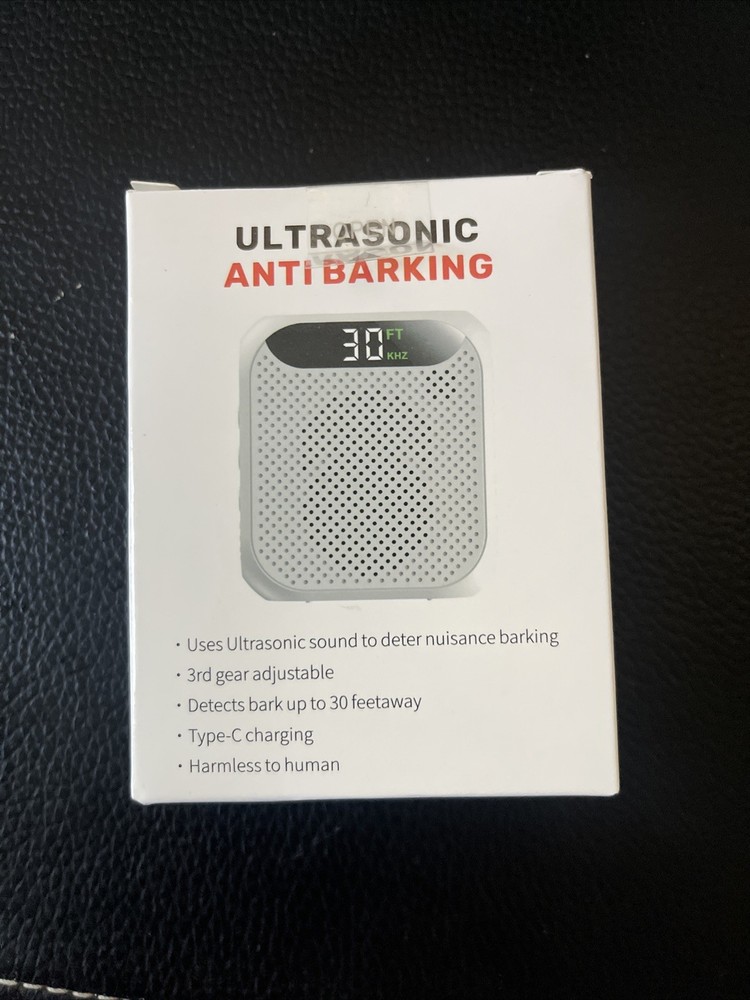 ULTRASONIC
ANTI BARKING
30 FT
KHZ
· Uses Ultrasonic sound to deter nuisance barking
· 3rd gear adjustable
· Detects bark up to 30 feetaway
· Type-C charging
· Harmless to human